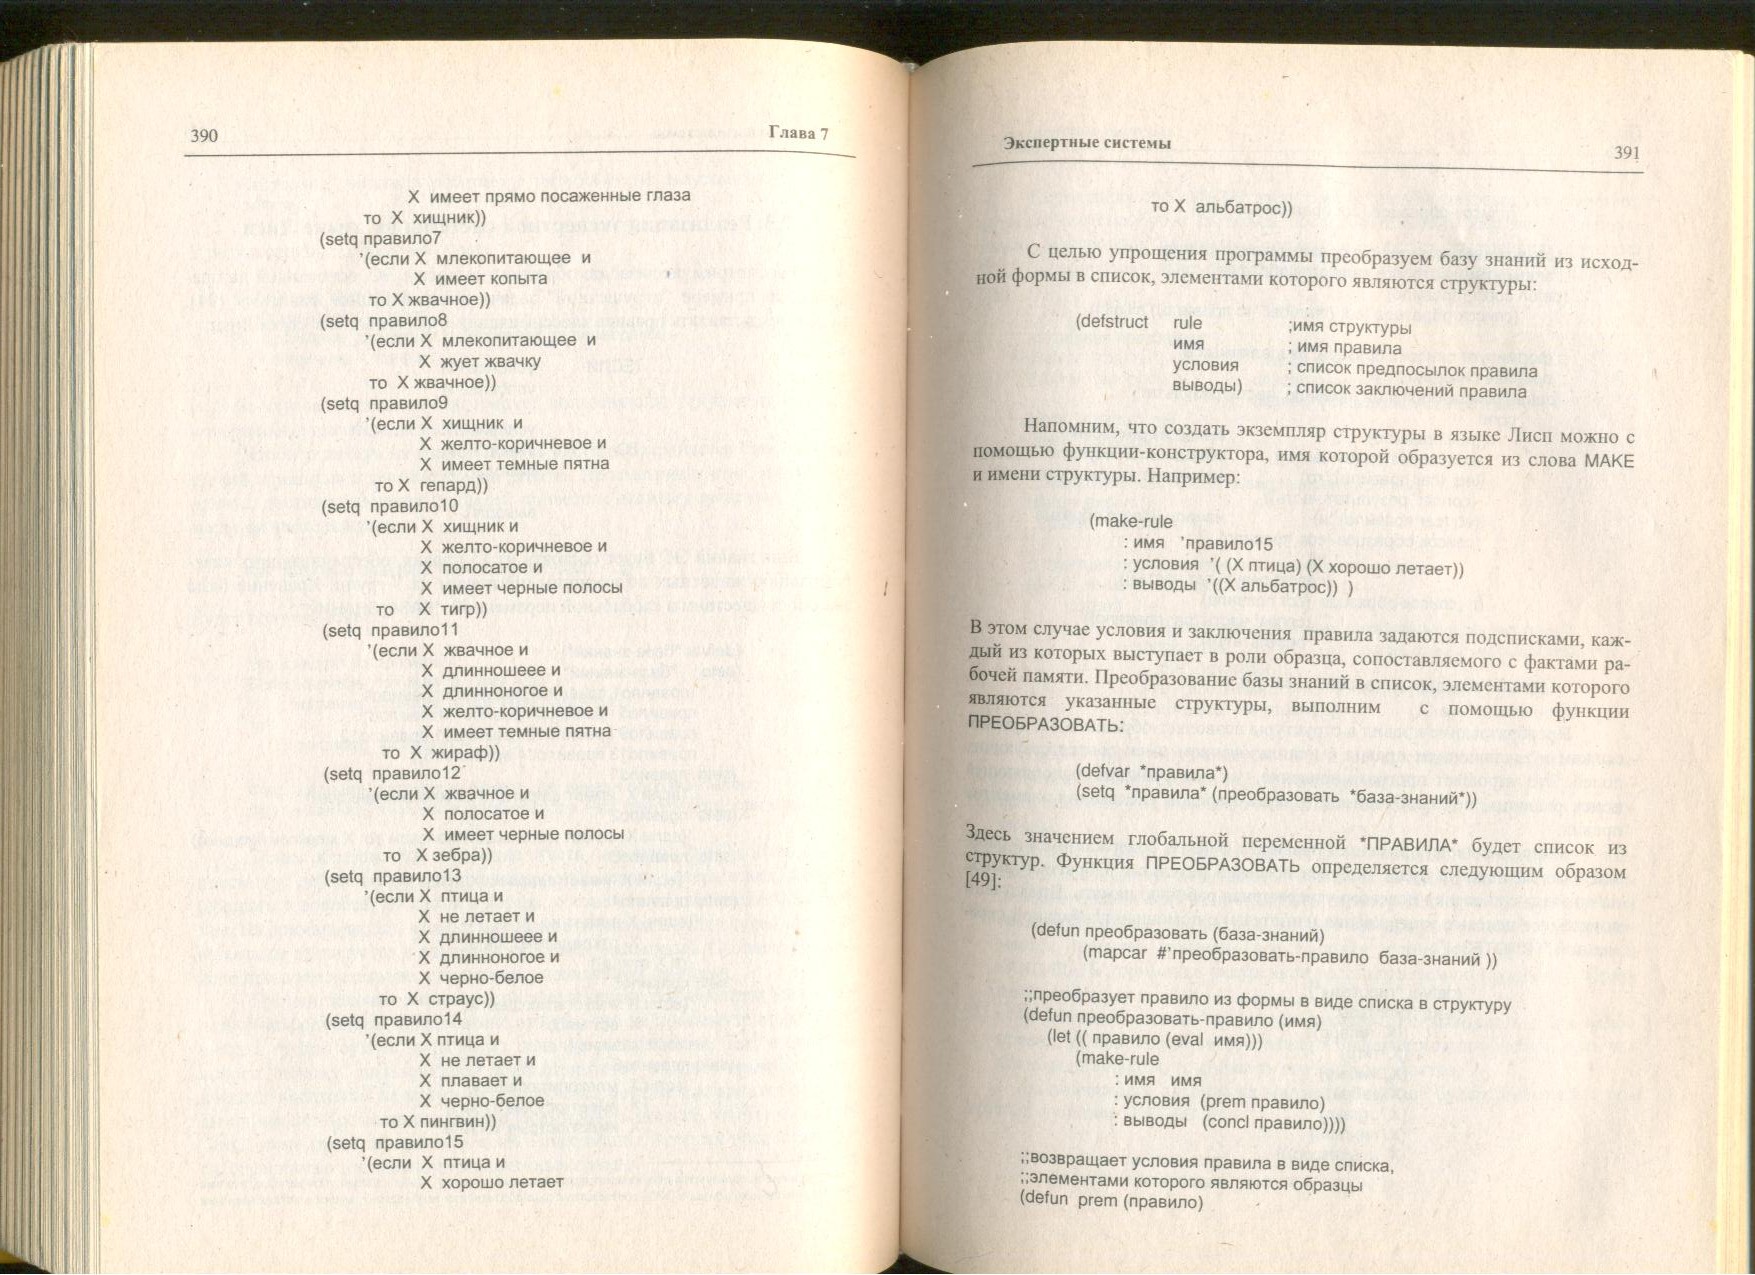 390
Глава 7
X имеет прямо посаженные глаза
то X хищник))
(setq правило7
'(если X млекопитающее и
X имеет копыта
то X жвачное))
(setq правило8
'(если X млекопитающее и
X жует жвачку
то X жвачное))
(setq правило9
'(если X хищник и
X желто-коричневое и
X имеет темные пятна
то X гепард))
(setq правило10
'(если X хищник и
X желто-коричневое и
X полосатое и
X имеет черные полосы
то X тигр))
(setq правило11
'(если X жвачное и
X длинношеее и
X длинноногое и
X желто-коричневое и
X имеет темные пятна
то X жираф))
(setq правило12
'(если X жвачное и
X полосатое и
X имеет черные полосы
то X зебра))
(setq правило13
'(если X птица и
X не летает и
X длинношеее и
X длинноногое и
X черно-белое
то X страус))
(setq правило14
'(если X птица и
X не летает и
X плавает и
X черно-белое
то X пингвин))
(setq правило15
'(если X птица и
X хорошо летает
Экспертные системы
391
то X альбатрос))
С целью упрощения программы преобразуем базу знаний из исход-
ной формы в список, элементами которого являются структуры:
(defstruct rule ;имя структуры
имя ; имя правила
условия ; список предпосылок правила
выводы) ; список заключений правила
Напомним, что создать экземпляр структуры в языке Лисп можно с
помощью функции-конструктора, имя которой образуется из слова MAKE
и имени структуры. Например:
(make-rule
: имя 'правило15
: условия '( (X птица) (X хорошо летает))
: выводы '((X альбатрос)) )
В этом случае условия и заключения правила задаются подсписками, каж-
дый из которых выступает в роли образца, сопоставляемого с фактами ра-
бочей памяти. Преобразование базы знаний в список, элементами которого
являются указанные структуры, выполним с помощью функции
ПРЕОБРАЗОВАТЬ:
(defvar *правила*)
(setq *правила* (преобразовать *база-знаний*))
Здесь значением глобальной переменной *ПРАВИЛА* будет список из
структур. Функция ПРЕОБРАЗОВАТЬ определяется следующим образом
[49]:
(defun преобразовать (база-знаний)
(mapcar #'преобразовать-правило база-знаний ))
;;преобразует правило из формы в виде списка в структуру
(defun преобразовать-правило (имя)
(let (( правило (eval имя)))
(make-rule
: имя имя
: условия (prem правило)
: выводы (concl правило))))
;;возвращает условия правила в виде списка,
;;элементами которого являются образцы
(defun prem (правило)